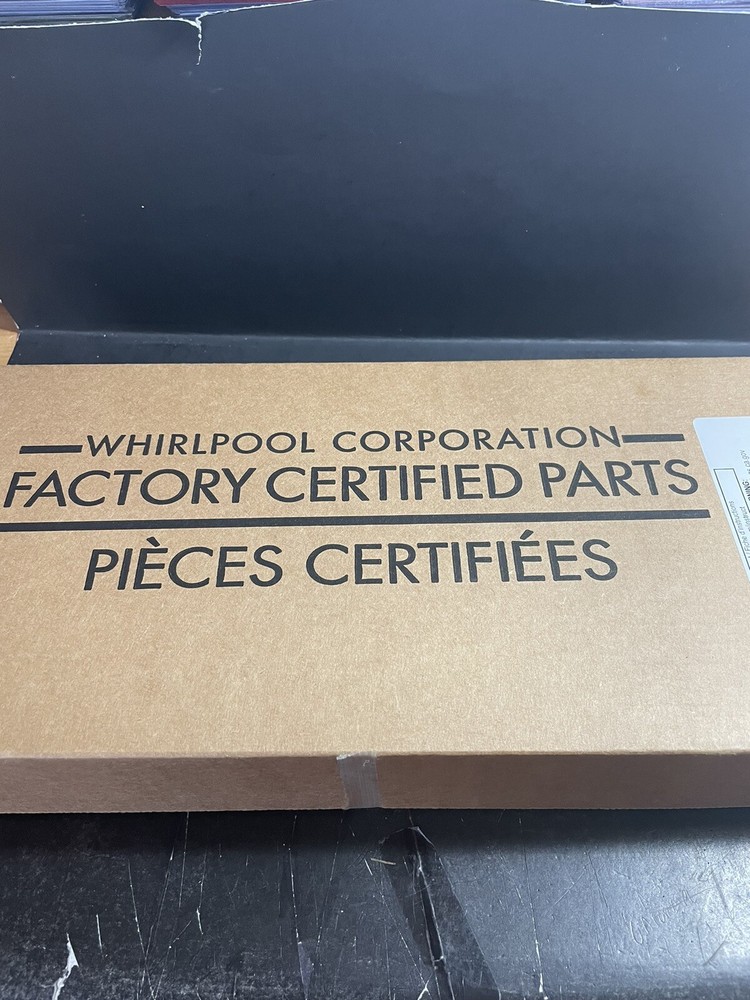 WHIRLPOOL CORPORATION
FACTORY CERTIFIED PARTS
PIÈCES CERTIFIÉES